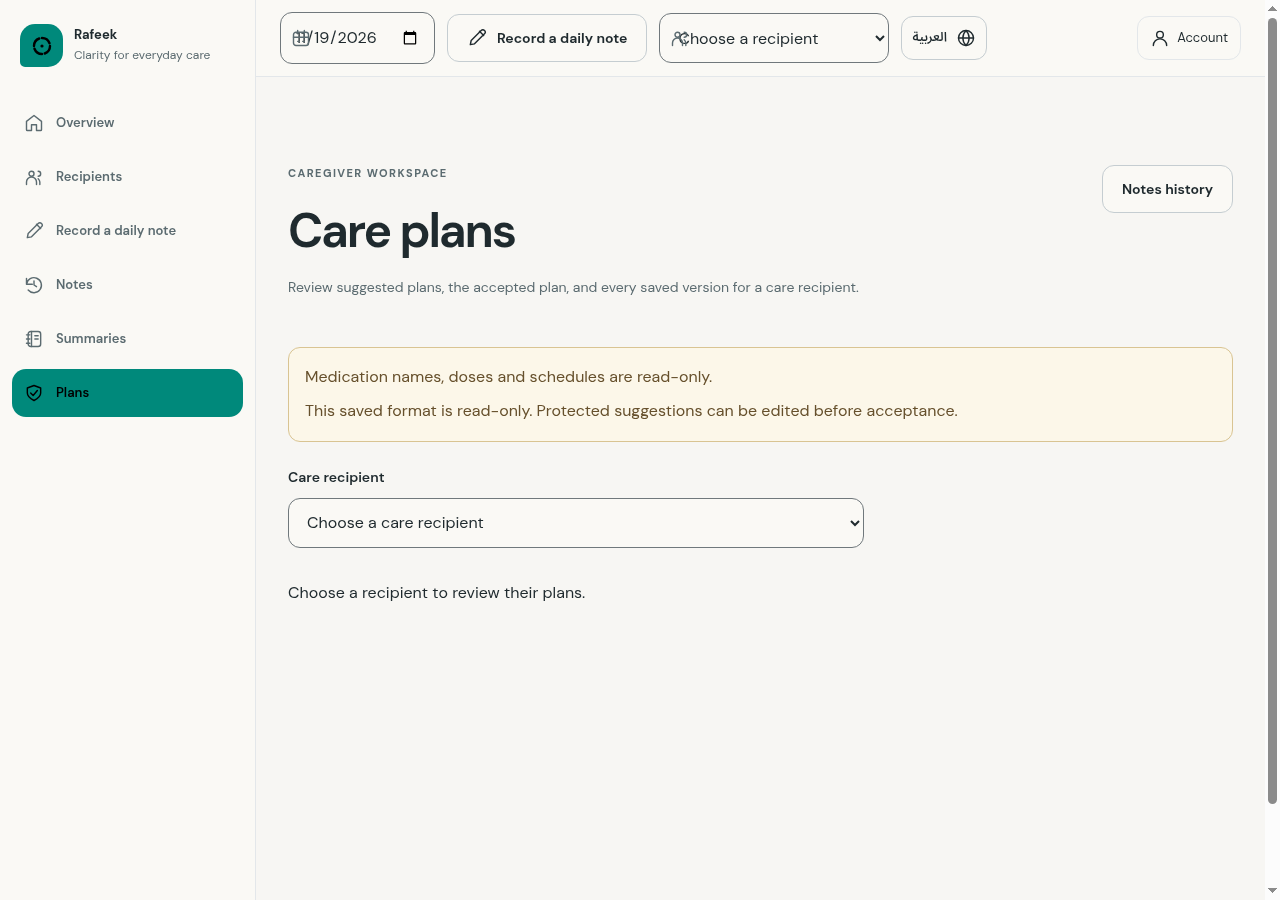 Rafeek
Clarity for everyday care
Overview
Recipients
Record a daily note
Notes
Summaries
Plans
/19/2026
Record a daily note
hoose a recipient
العربية
Account
CAREGIVER WORKSPACE
Notes history
Care plans
Review suggested plans, the accepted plan, and every saved version for a care recipient.
Medication names, doses and schedules are read-only.
This saved format is read-only. Protected suggestions can be edited before acceptance.
Care recipient
Choose a care recipient
Choose a recipient to review their plans.